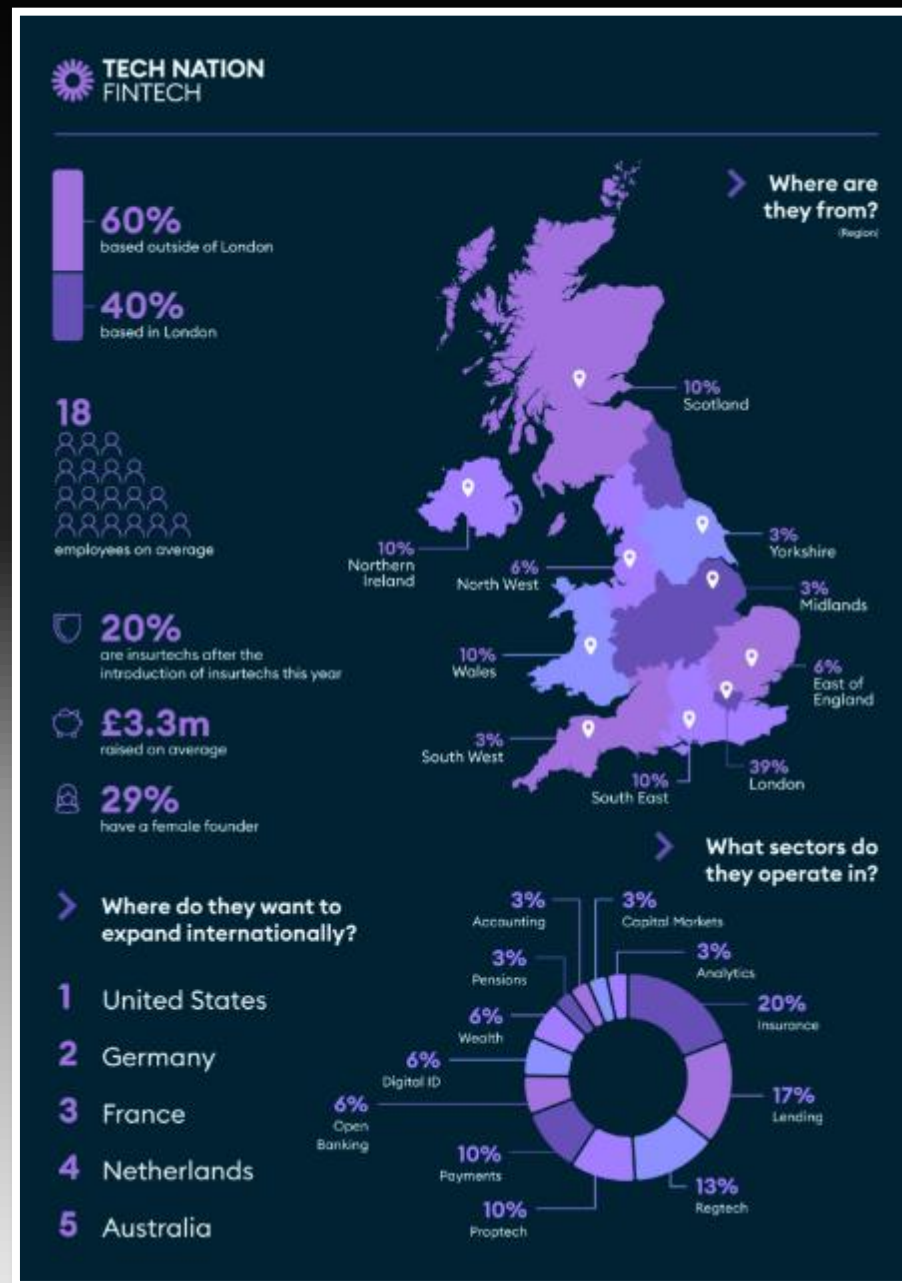 TECH NATION
FINTECH
60%
based outside of London
40%
based in London
18
employees on average
20%
are insurtechs after the
introduction of insurtechs this year
£3.3m
raised on average
29%
have a female founder
Where do they want to
expand internationally?
1 United States
2 Germany
3 France
4 Netherlands
5 Australia
Where are
they from?
(Region)
10%
Scotland
3%
Yorkshire
3%
Midlands
6%
East of
England
39%
London
10%
South East
3%
South West
10%
Wales
6%
North West
10%
Northern
Ireland
What sectors do
they operate in?
3%
Accounting
3%
Capital Markets
3%
Pensions
3%
Analytics
6%
Wealth
20%
Insurance
6%
Digital ID
17%
Lending
6%
Open
Banking
10%
Payments
13%
Regtech
10%
Proptech